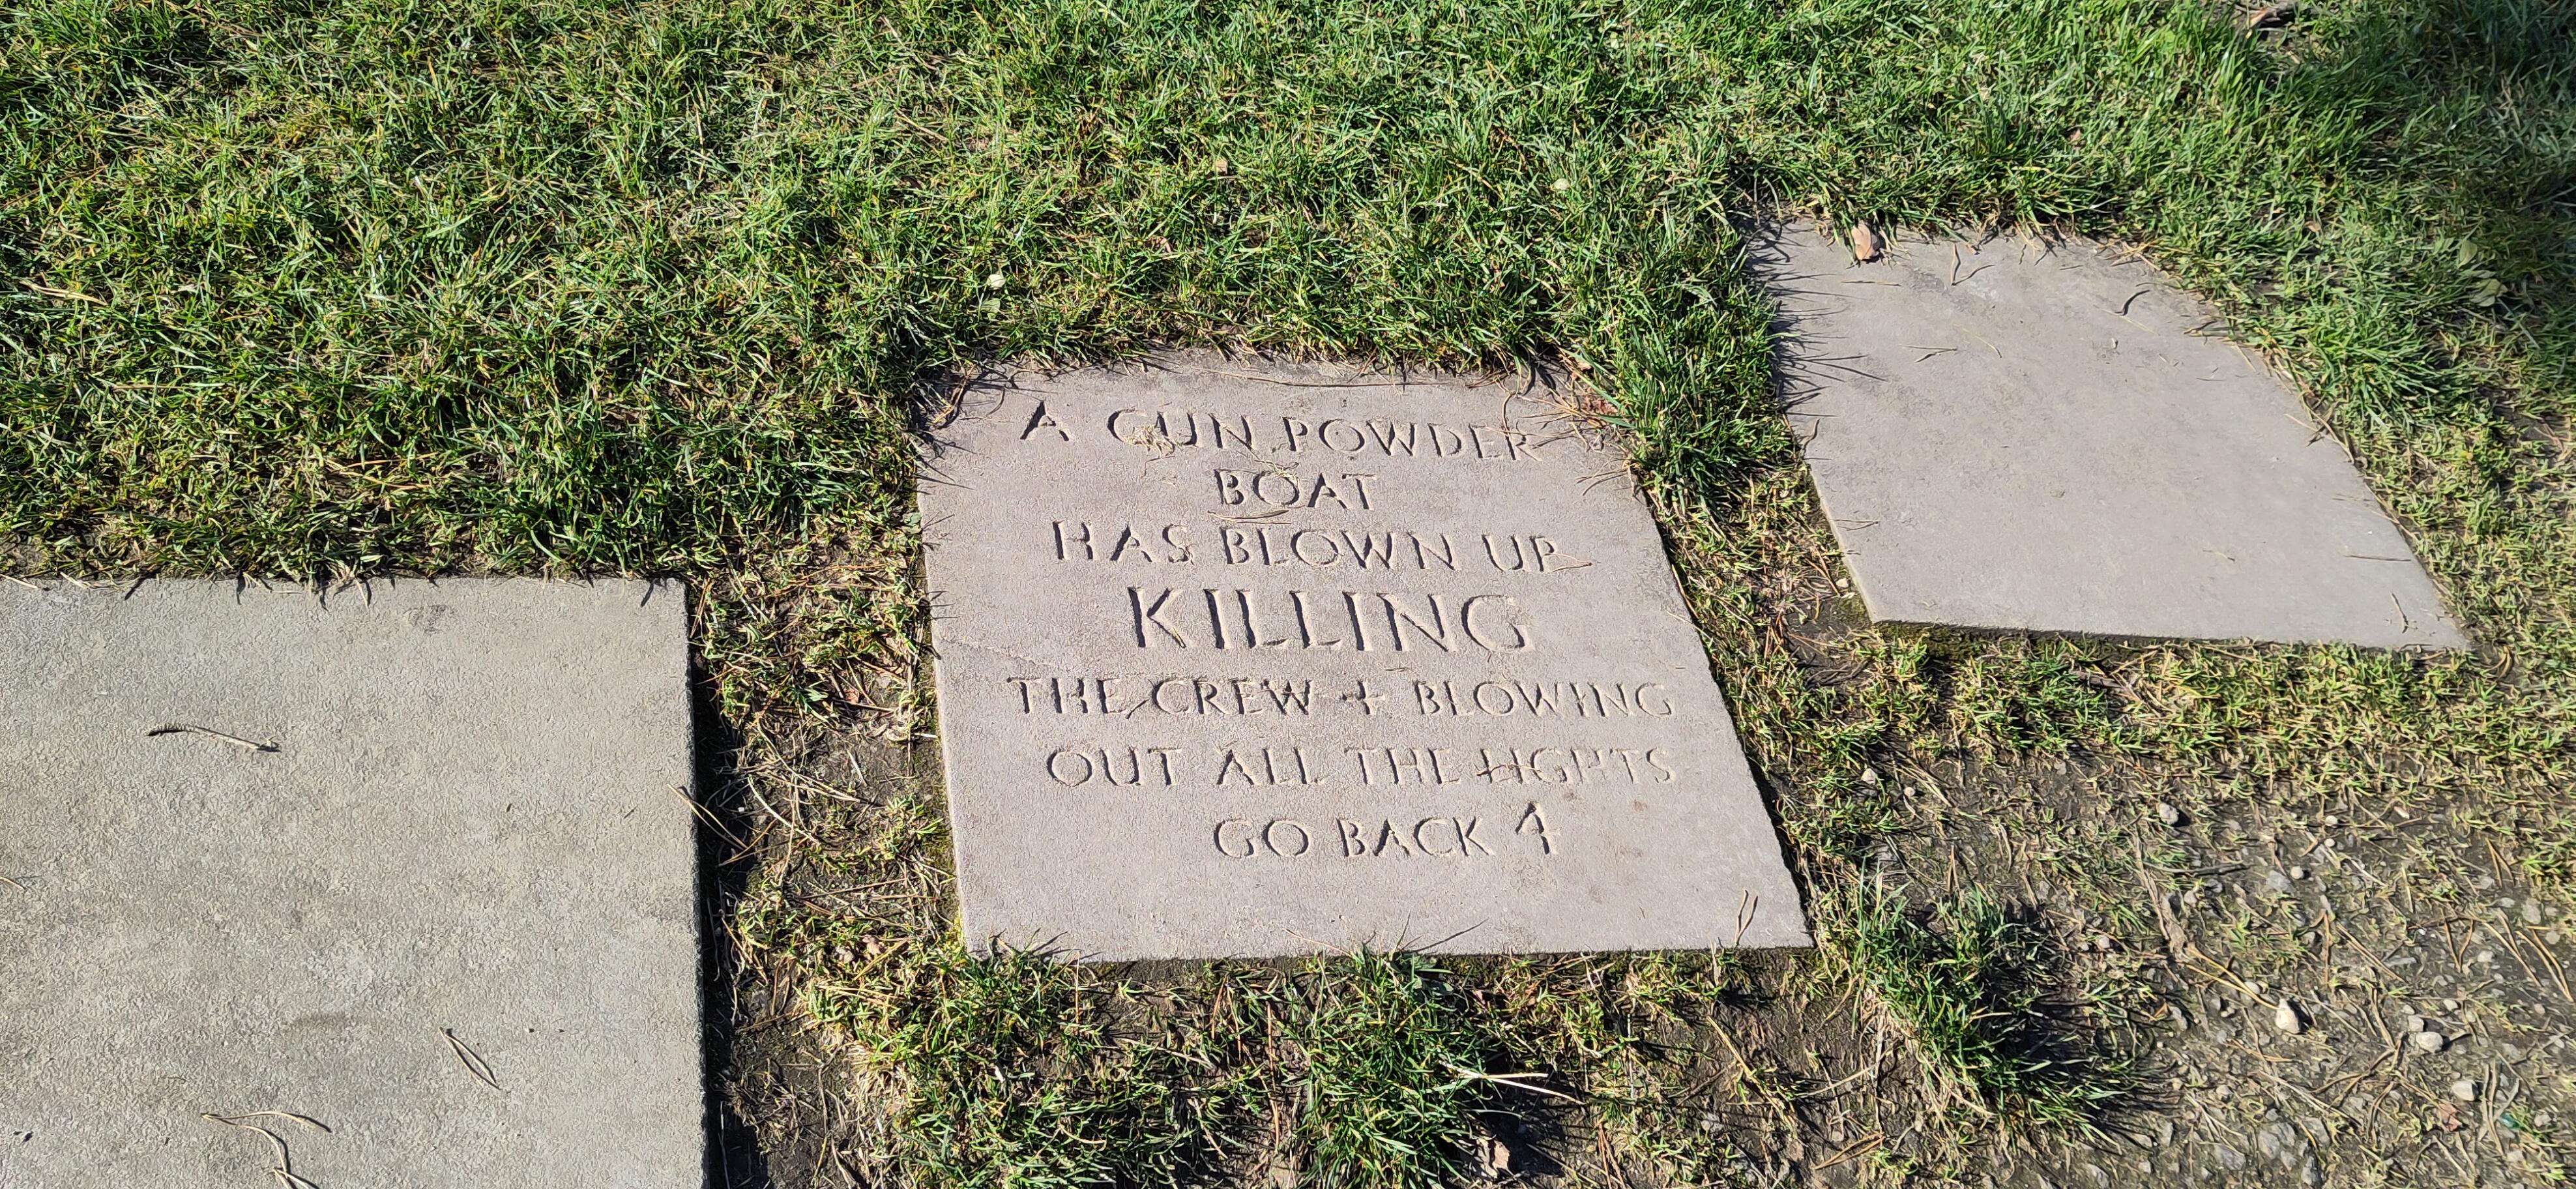 A GUN POWDER
BOAT
HAS BLOWN UP
KILLING
THE CREW + BLOWING
OUT ALL THE LIGHTS
GO BACK 4